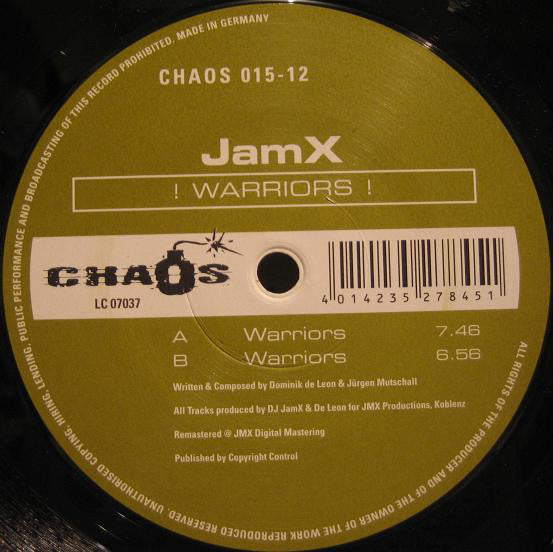 UNAUTHORISED COPYING, HIRING, LENDING, PUBLIC PERFORMANCE AND BROADCASTING OF THIS RECORD PROHIBITED. MADE IN GERMANY
CHAOS 015-12
JamX
! WARRIORS !
CHAOS
LC 07037
4 014235 278451
A Warriors 7.46
B Warriors 6.56
Written & Composed by Dominik de Leon & Jürgen Mutschall
All Tracks produced by DJ JamX & De Leon for JMX Productions, Koblenz
Remastered @ JMX Digital Mastering
Published by Copyright Control
ALL RIGHTS OF THE PRODUCER AND OF THE OWNER OF THE WORK REPRODUCED RESERVED.